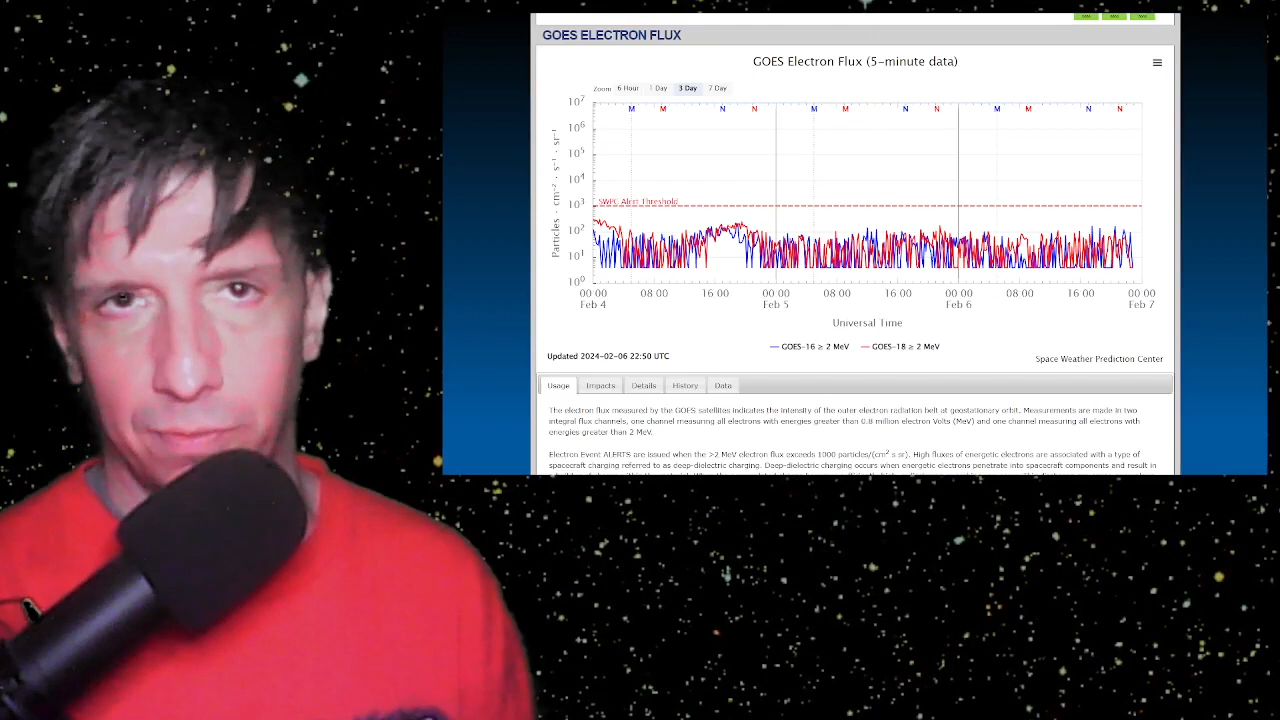 GOES ELECTRON FLUX
GOES Electron Flux (5-minute data)
Zoom 6 Hour 1 Day 3 Day 7 Day
10⁷
10⁶
10⁵
10⁴
10³
10²
10¹
10⁰
Particles · cm⁻² · s⁻¹ · sr⁻¹
M M N N M M N N M M N N
SWPC Alert Threshold
00 00 08 00 16 00 00 00 08 00 16 00 00 00 08 00 16 00 00 00
Feb 4 Feb 5 Feb 6 Feb 7
Universal Time
GOES-16 ≥ 2 MeV GOES-18 ≥ 2 MeV
Updated 2024-02-06 22:50 UTC
Space Weather Prediction Center
Usage Impacts Details History Data
The electron flux measured by the GOES satellites indicates the intensity of the outer electron radiation belt at geostationary orbit. Measurements are made in two
integral flux channels, one channel measuring all electrons with energies greater than 0.8 million electron Volts (MeV) and one channel measuring all electrons with
energies greater than 2 MeV.
Electron Event ALERTS are issued when the >2 MeV electron flux exceeds 1000 particles/(cm² s sr). High fluxes of energetic electrons are associated with a type of
spacecraft charging referred to as deep-dielectric charging. Deep-dielectric charging occurs when energetic electrons penetrate into spacecraft components and result in